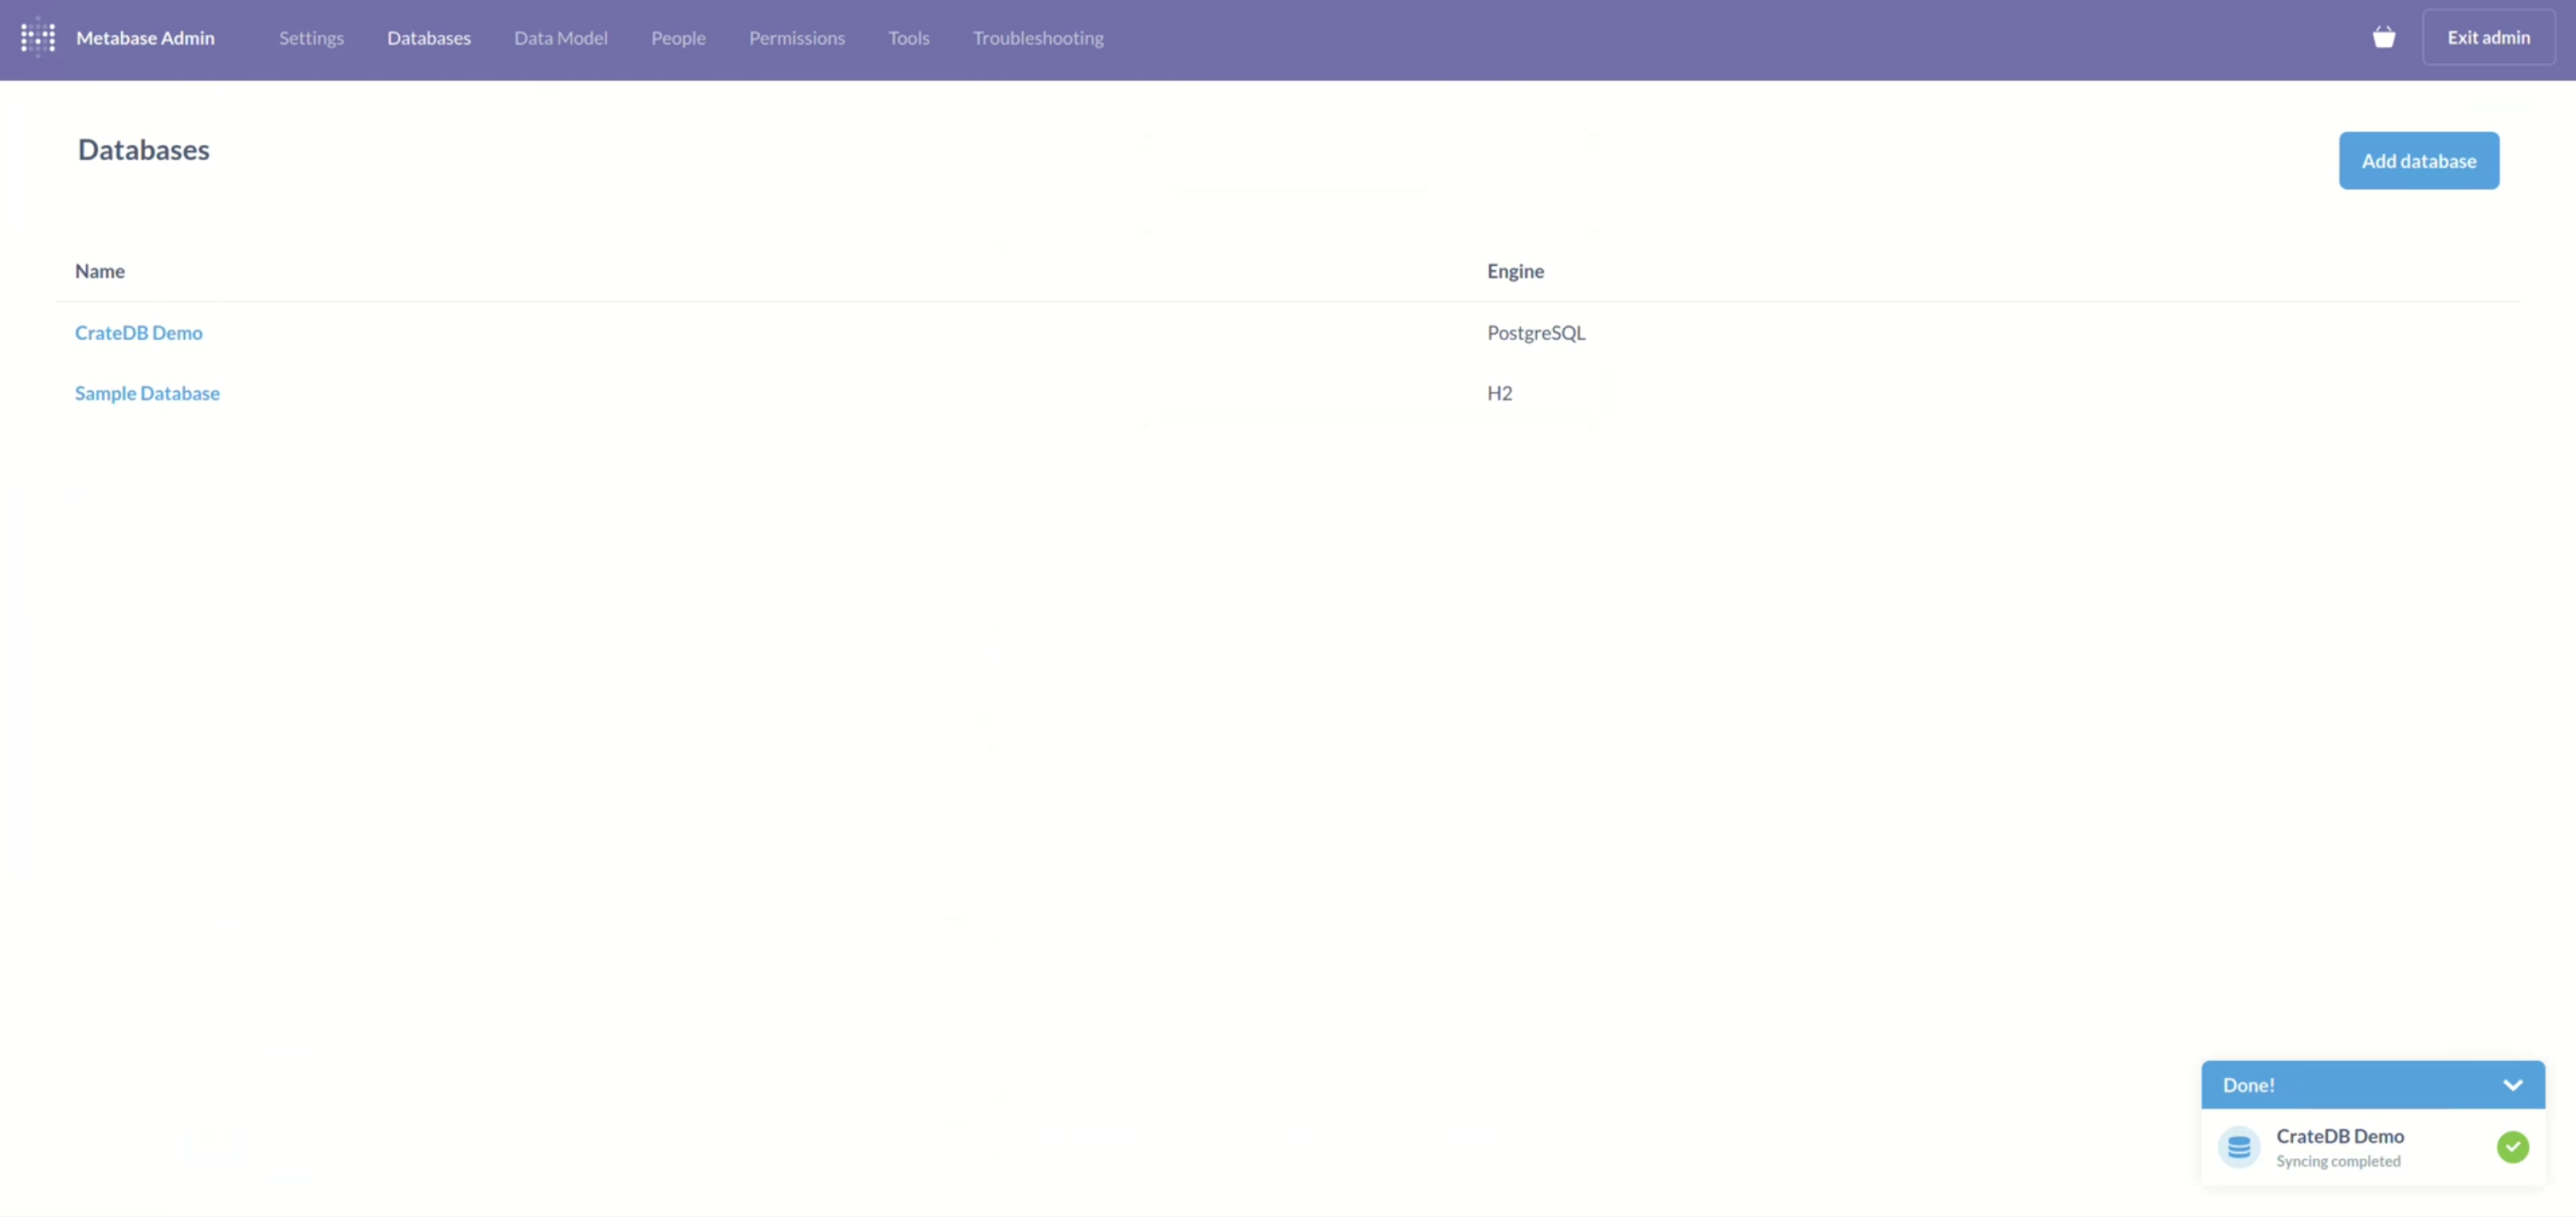 Metabase Admin Settings Databases Data Model People Permissions Tools Troubleshooting Exit admin
Databases
Add database
Name Engine
CrateDB Demo PostgreSQL
Sample Database H2
Done!
CrateDB Demo
Syncing completed